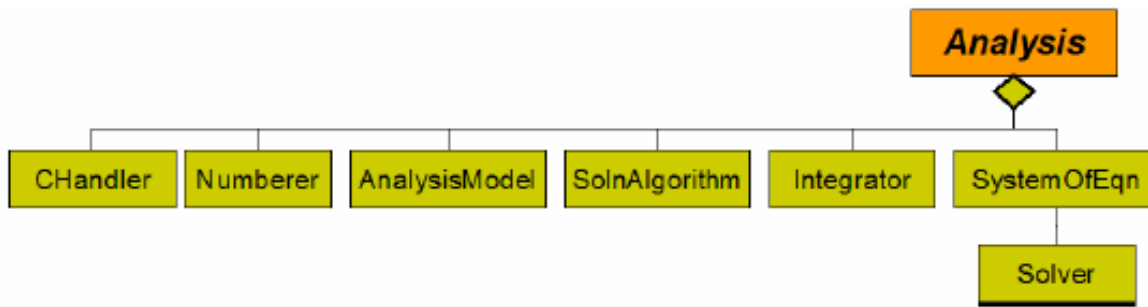 Analysis
CHandler
Numberer
AnalysisModel
SolnAlgorithm
Integrator
SystemOfEqn
Solver